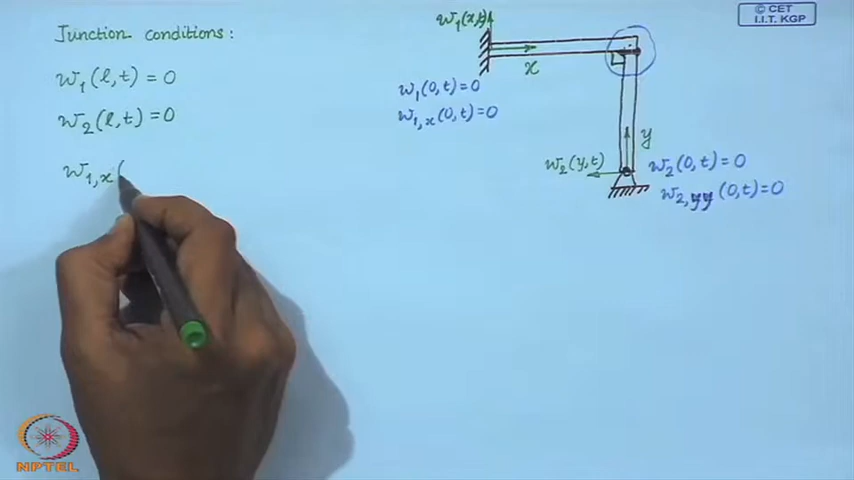 Junction conditions:
w₁(l,t) = 0
w₂(l,t) = 0
w₁,ₓ(
w₁(x,t)
x
w₁(0,t) = 0
w₁,ₓ(0,t) = 0
y
w₂(y,t)
w₂(0,t) = 0
w₂,yy(0,t) = 0
© CET
I.I.T. KGP
NPTEL